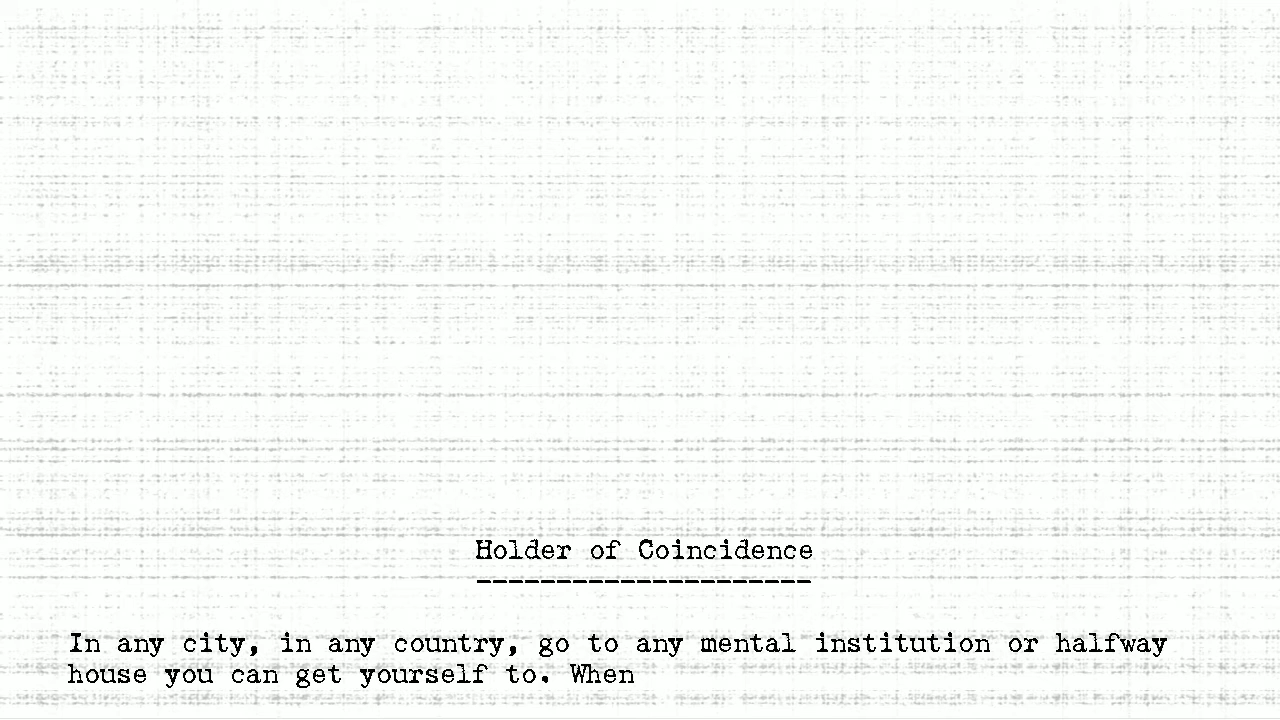 Holder of Coincidence
---------------------
In any city, in any country, go to any mental institution or halfway
house you can get yourself to. When